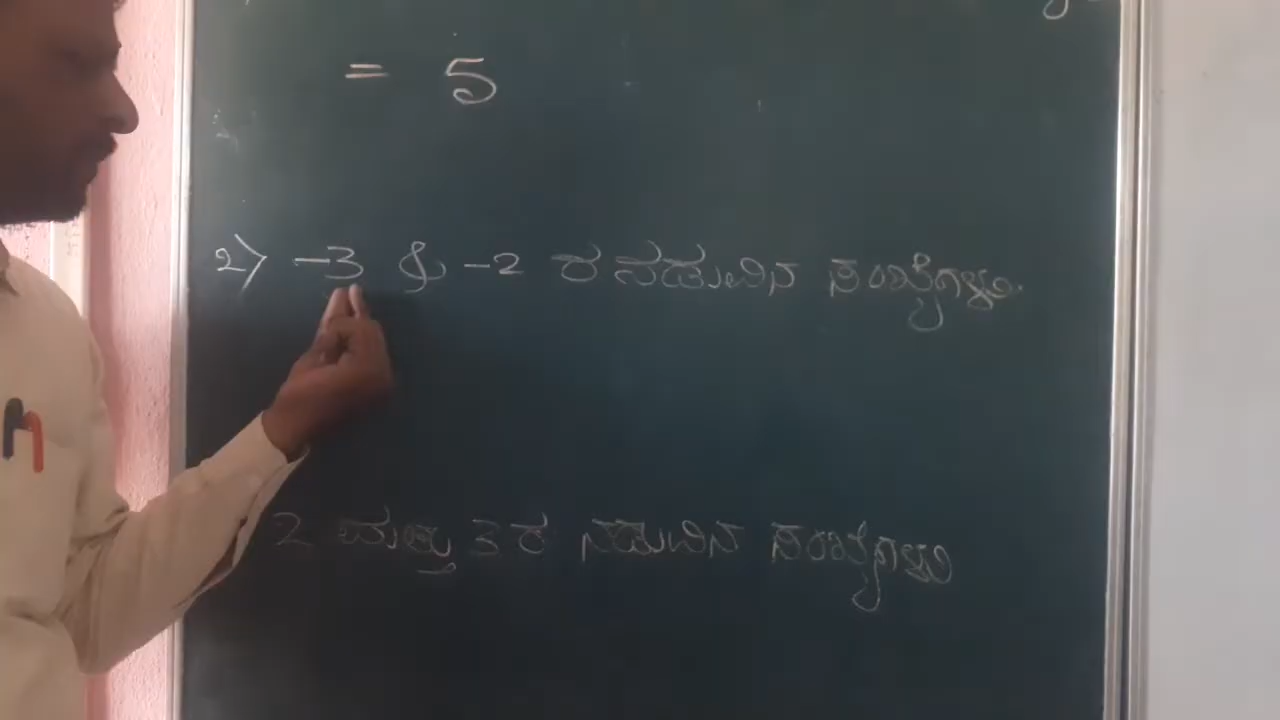 = 5
2) -3 & -2 ರ ನಡುವಿನ ಸಂಖ್ಯೆಗಳು.
2 ಮತ್ತು 3 ರ ನಡುವಿನ ಸಂಖ್ಯೆಗಳು